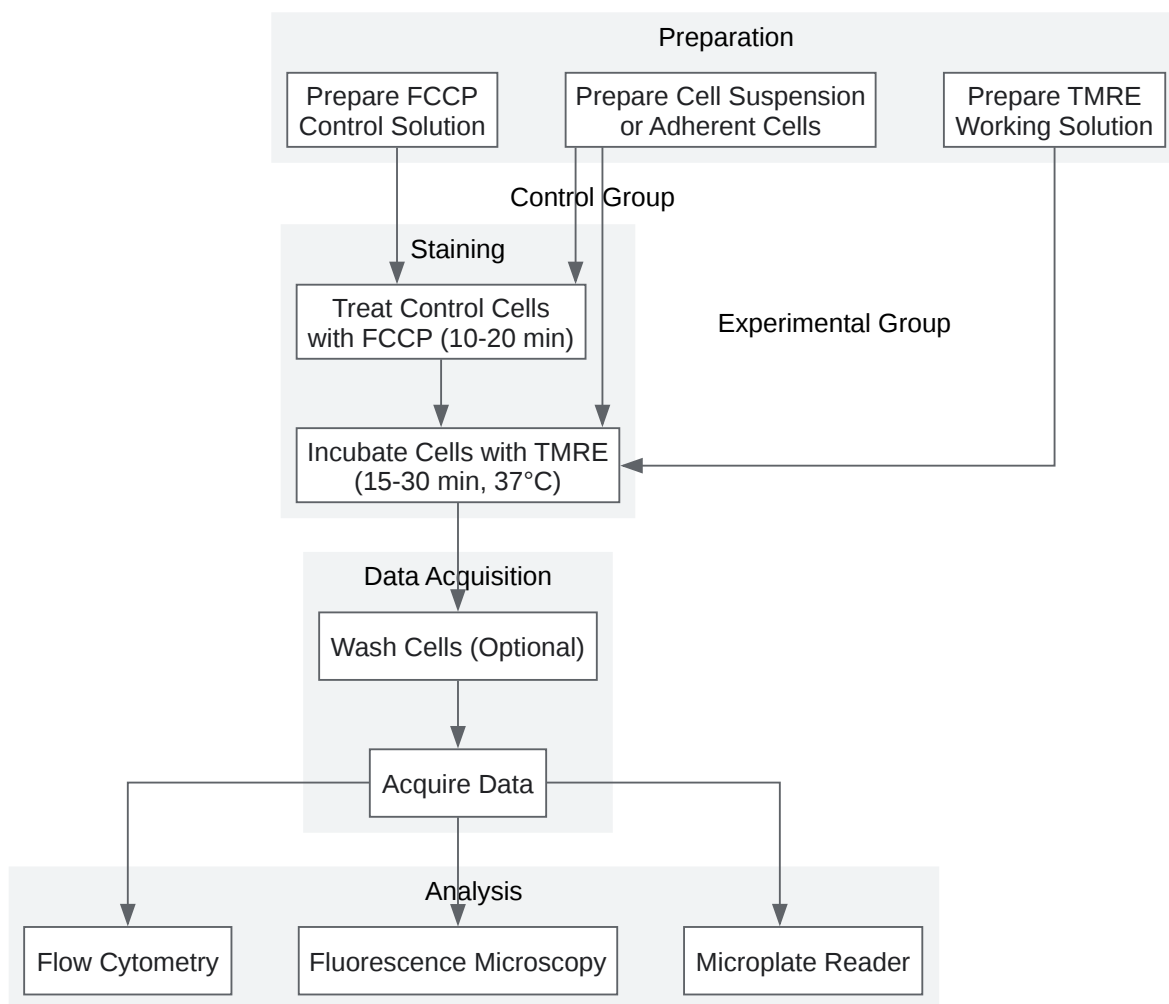 Preparation
Prepare FCCP
Control Solution
Prepare Cell Suspension
or Adherent Cells
Prepare TMRE
Working Solution
Control Group
Staining
Treat Control Cells
with FCCP (10-20 min)
Experimental Group
Incubate Cells with TMRE
(15-30 min, 37°C)
Data Acquisition
Wash Cells (Optional)
Acquire Data
Analysis
Flow Cytometry
Fluorescence Microscopy
Microplate Reader